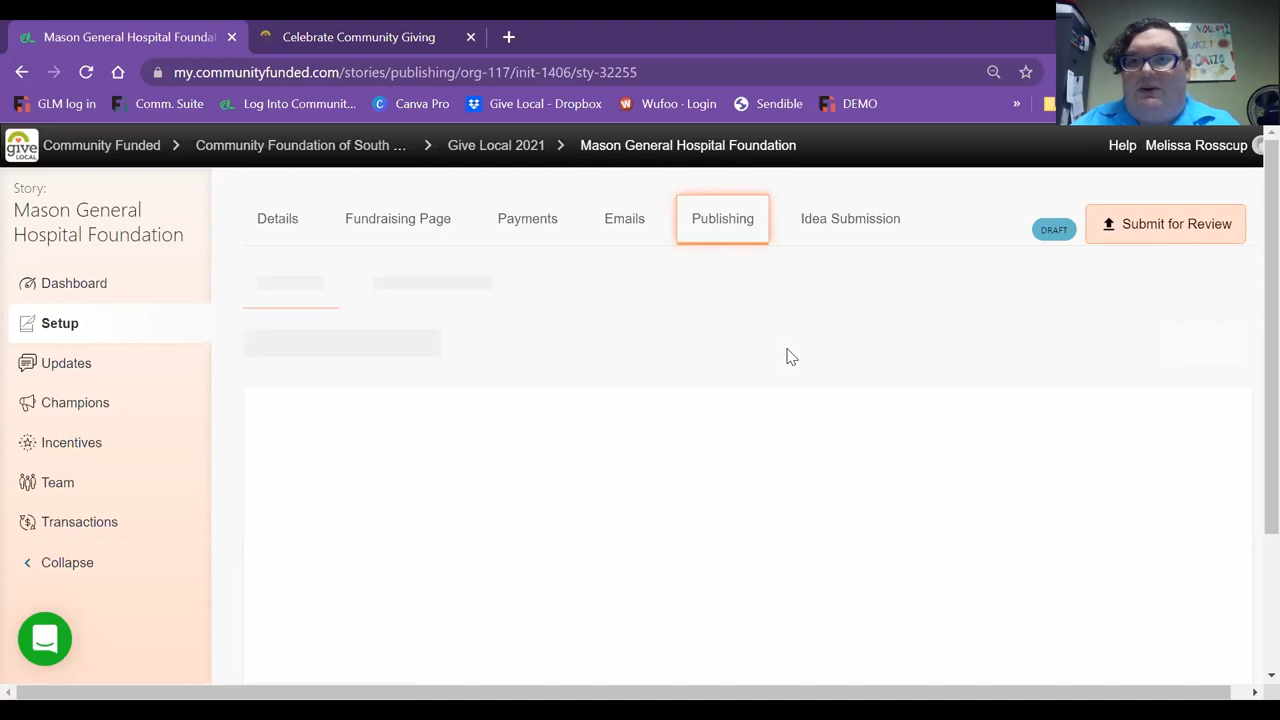 Mason General Hospital Founda
Celebrate Community Giving
my.communityfunded.com/stories/publishing/org-117/init-1406/sty-32255
GLM log in
Comm. Suite
Log Into Communit...
Canva Pro
Give Local - Dropbox
Wufoo · Login
Sendible
DEMO
»
give LOCAL
Community Funded
Community Foundation of South ...
Give Local 2021
Mason General Hospital Foundation
Help
Melissa Rosscup
Story:
Mason General
Hospital Foundation
Details
Fundraising Page
Payments
Emails
Publishing
Idea Submission
DRAFT
Submit for Review
Dashboard
Setup
Updates
Champions
Incentives
Team
Transactions
Collapse